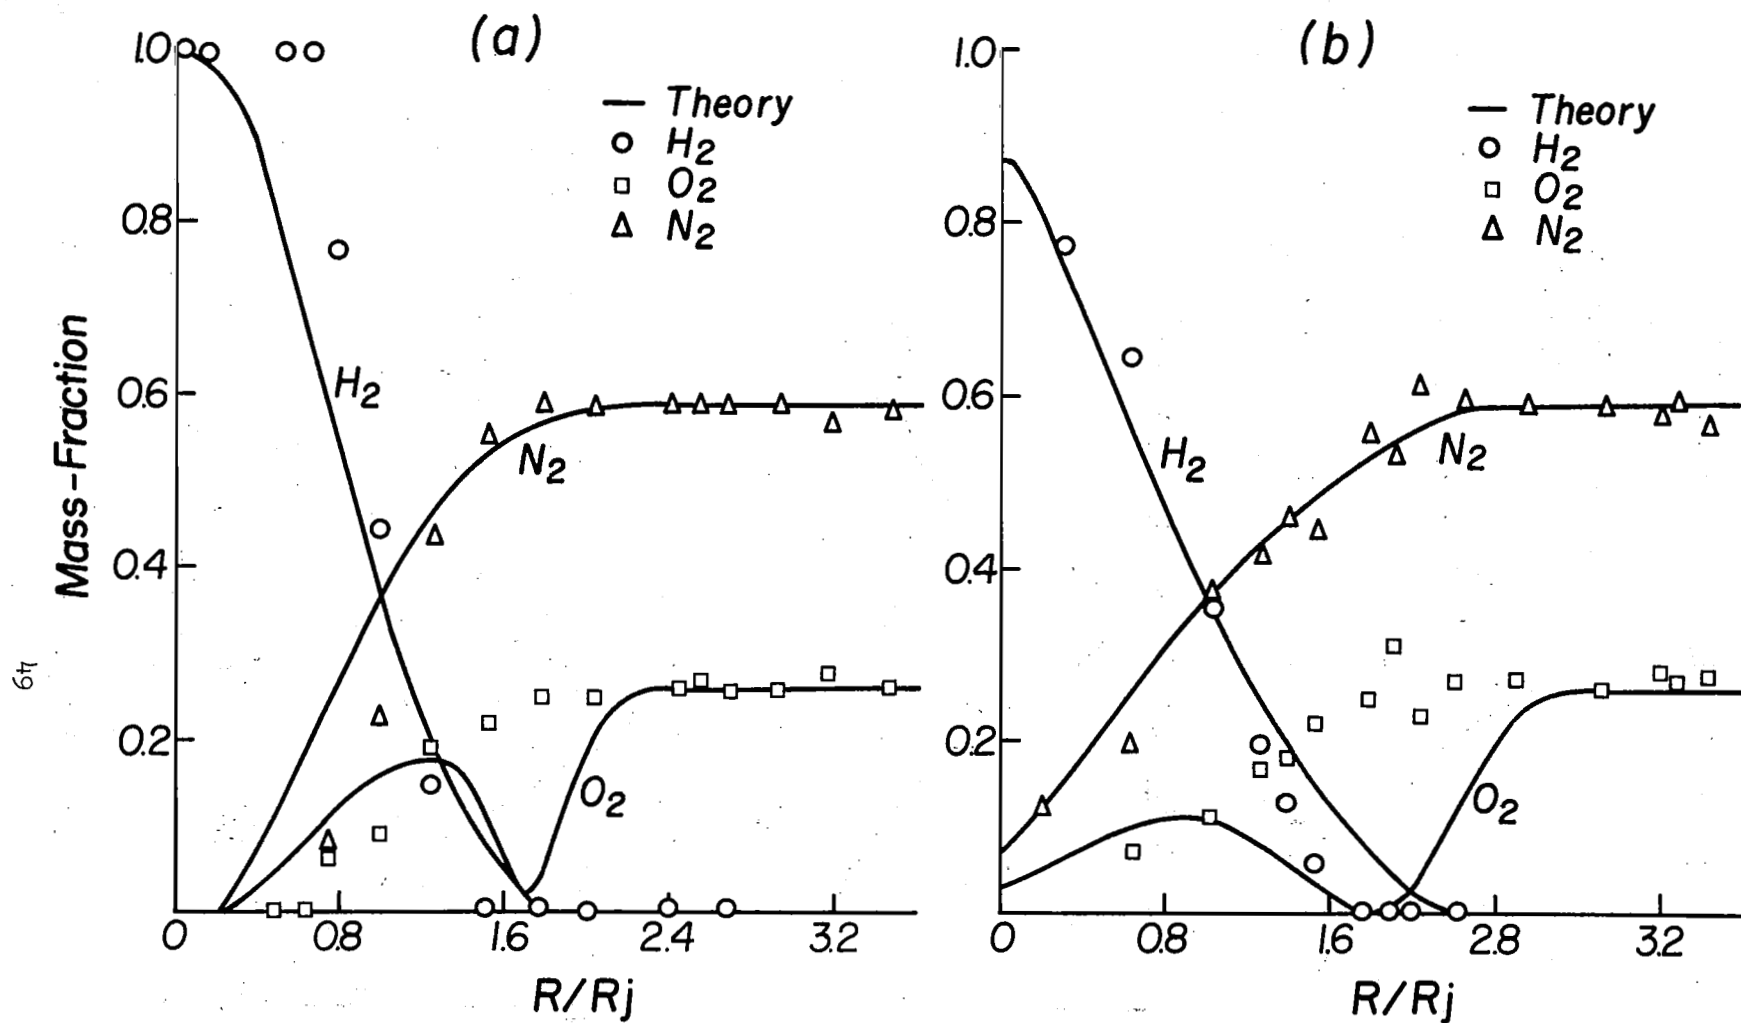 (a)
1.0
0.8
0.6
0.4
0.2
Mass-Fraction
— Theory
○ H2
□ O2
△ N2
H2
N2
O2
0 0.8 1.6 2.4 3.2
R/Rj
(b)
1.0
0.8
0.6
0.4
0.2
— Theory
○ H2
□ O2
△ N2
H2
N2
O2
0 0.8 1.6 2.8 3.2
R/Rj
49